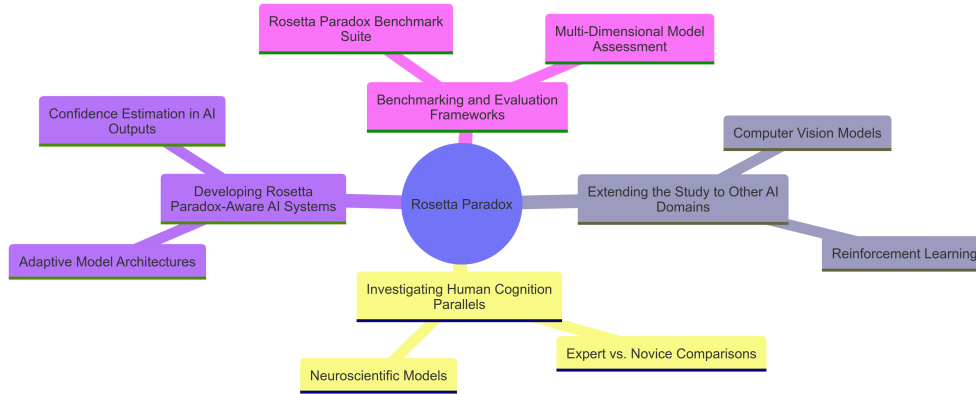 Rosetta Paradox Benchmark
Suite
Multi-Dimensional Model
Assessment
Benchmarking and Evaluation
Frameworks
Confidence Estimation in AI
Outputs
Computer Vision Models
Developing Rosetta
Paradox-Aware AI Systems
Rosetta Paradox
Extending the Study to Other AI
Domains
Adaptive Model Architectures
Reinforcement Learning
Investigating Human Cognition
Parallels
Expert vs. Novice Comparisons
Neuroscientific Models